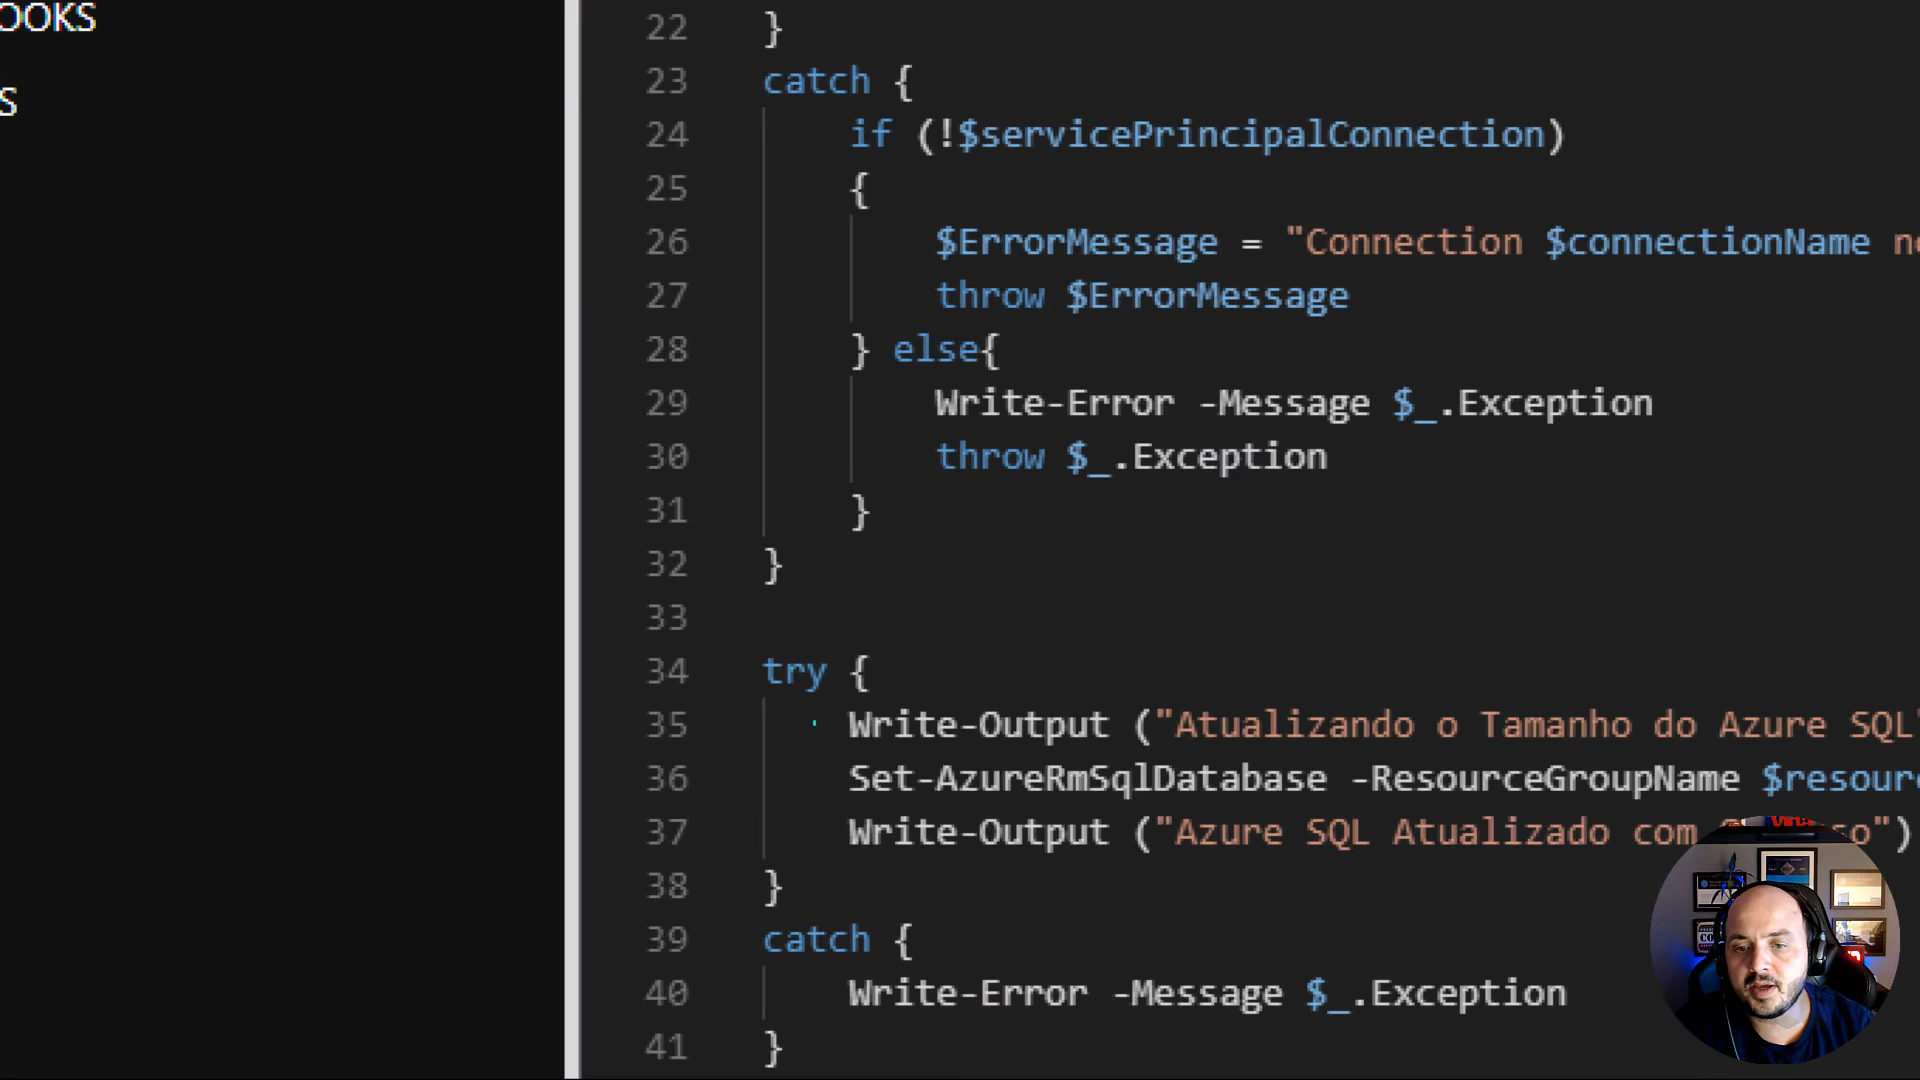 OOKS
S
22 }
23 catch {
24 if (!$servicePrincipalConnection)
25 {
26 $ErrorMessage = "Connection $connectionName
27 throw $ErrorMessage
28 } else{
29 Write-Error -Message $_.Exception
30 throw $_.Exception
31 }
32 }
33
34 try {
35 Write-Output ("Atualizando o Tamanho do Azure SQL"
36 Set-AzureRmSqlDatabase -ResourceGroupName
37 Write-Output ("Azure SQL Atualizado com
38 }
39 catch {
40 Write-Error -Message $_.Exception
41 }